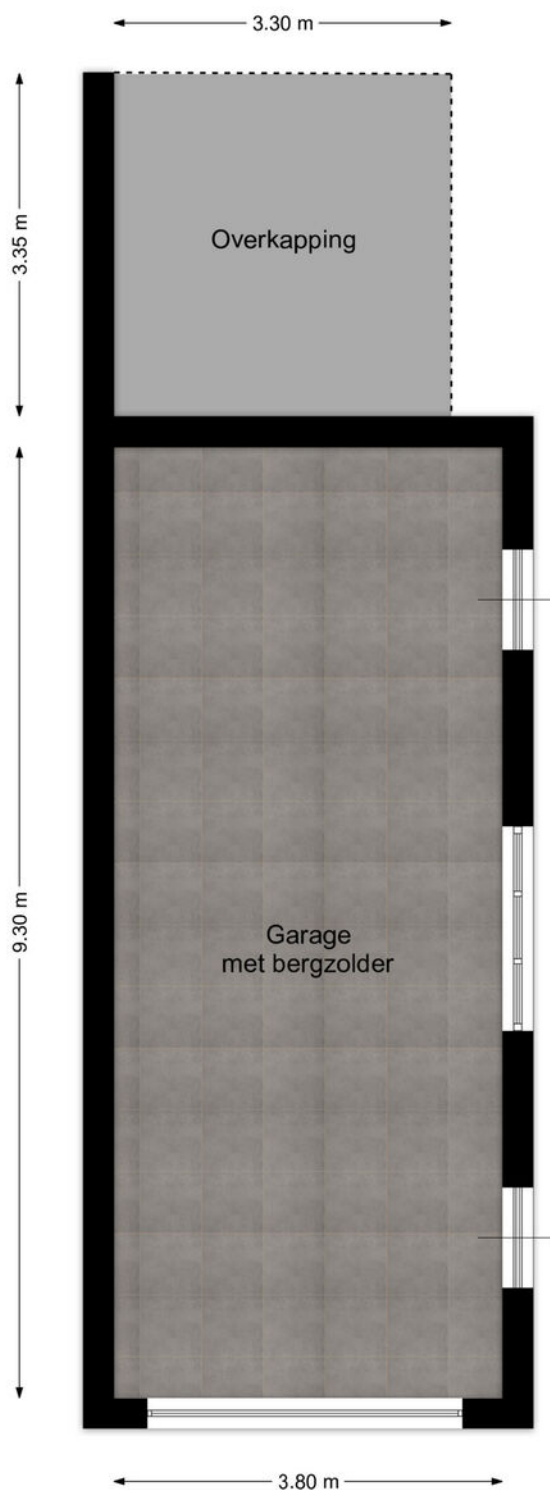 3.30 m
3.35 m
Overkapping
9.30 m
Garage
met bergzolder
3.80 m